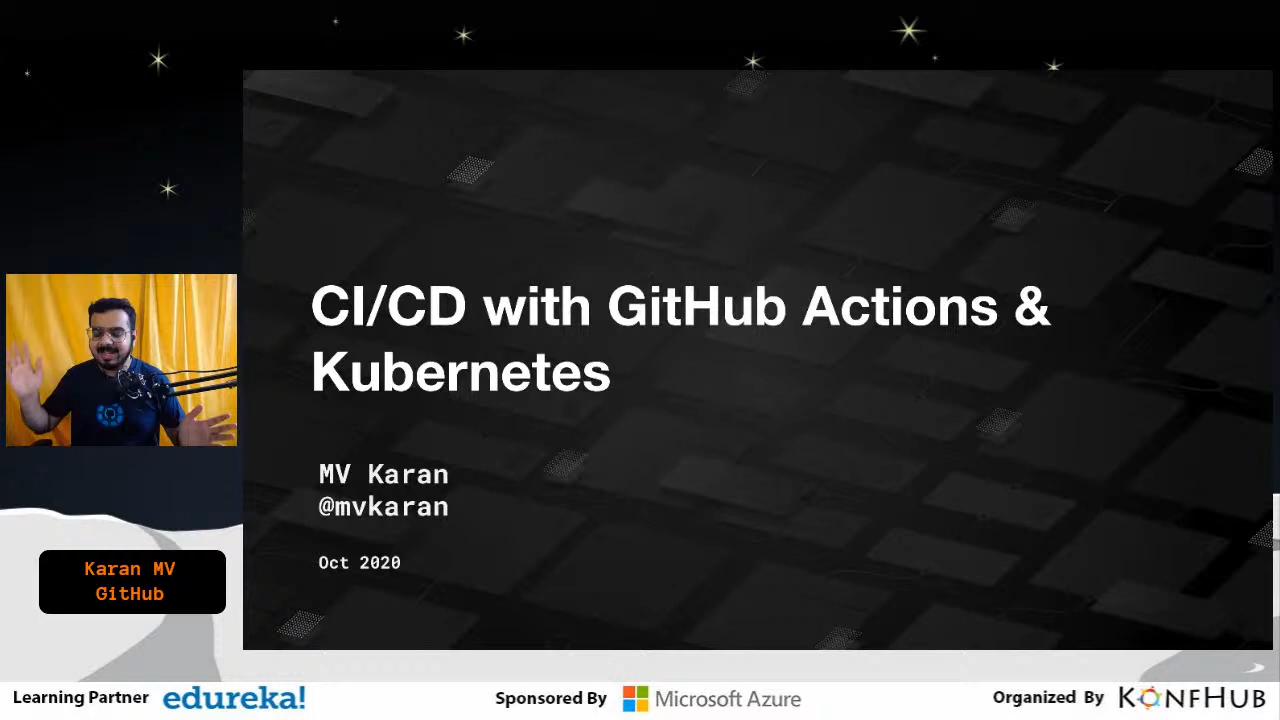 CI/CD with GitHub Actions &
Kubernetes
MV Karan
@mvkaran
Oct 2020
Karan MV
GitHub
Learning Partner edureka!
Sponsored By Microsoft Azure
Organized By KONFHUB